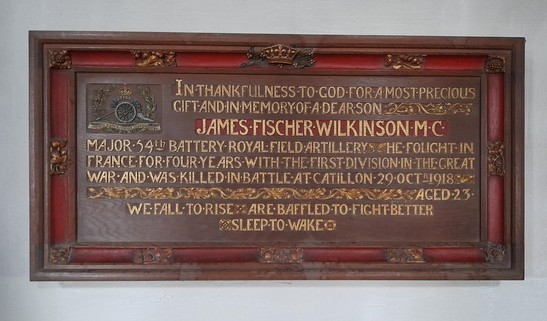 IN·THANKFULNESS·TO·GOD·FOR·A·MOST·PRECIOUS
GIFT·AND·IN·MEMORY·OF·A·DEAR·SON
JAMES·FISCHER·WILKINSON·M·C·
MAJOR·54TH BATTERY·ROYAL·FIELD·ARTILLERY HE·FOUGHT·IN
FRANCE·FOR·FOUR·YEARS·WITH·THE·FIRST·DIVISION·IN·THE·GREAT
WAR·AND·WAS·KILLED·IN·BATTLE·AT·CATILLON·29·OCTH·1918
AGED·23·
WE·FALL·TO·RISE ARE·BAFFLED·TO·FIGHT·BETTER
SLEEP·TO·WAKE